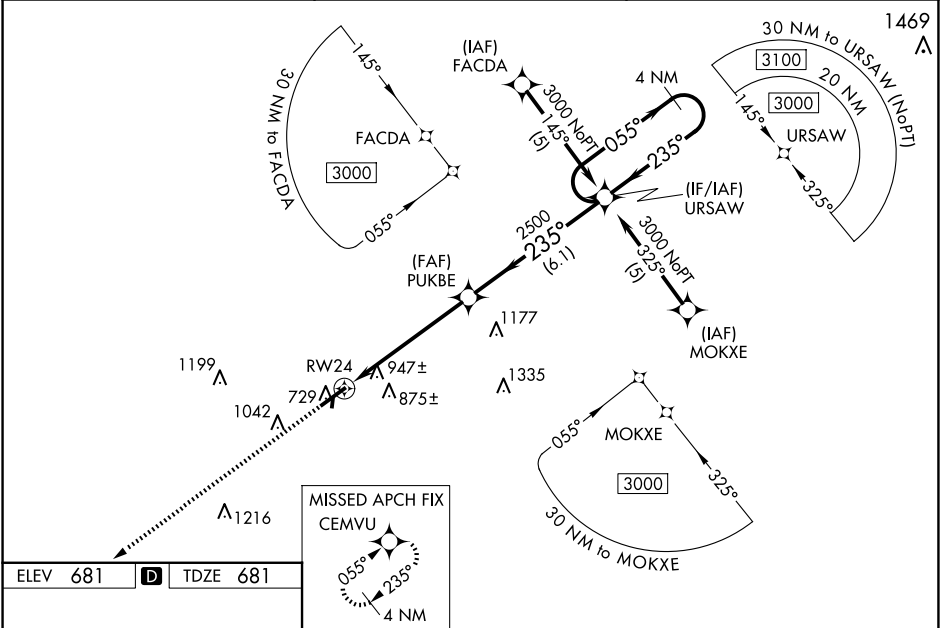 1469
30 NM to URSAW (NoPT)
3100
20 NM
3000
145°
URSAW
325°
(IAF)
FACDA
3000 NoPT
145°
(5)
4 NM
055°
235°
(IF/IAF)
URSAW
145°
FACDA
3000
055°
30 NM to FACDA
2500
235°
(6.1)
3000 NoPT
325°
(5)
(IAF)
MOKXE
(FAF)
PUKBE
1177
1199
RW24
947±
729
875±
1335
1042
1216
055°
MOKXE
325°
3000
30 NM to MOKXE
MISSED APCH FIX
CEMVU
055°
235°
4 NM
ELEV 681 D TDZE 681